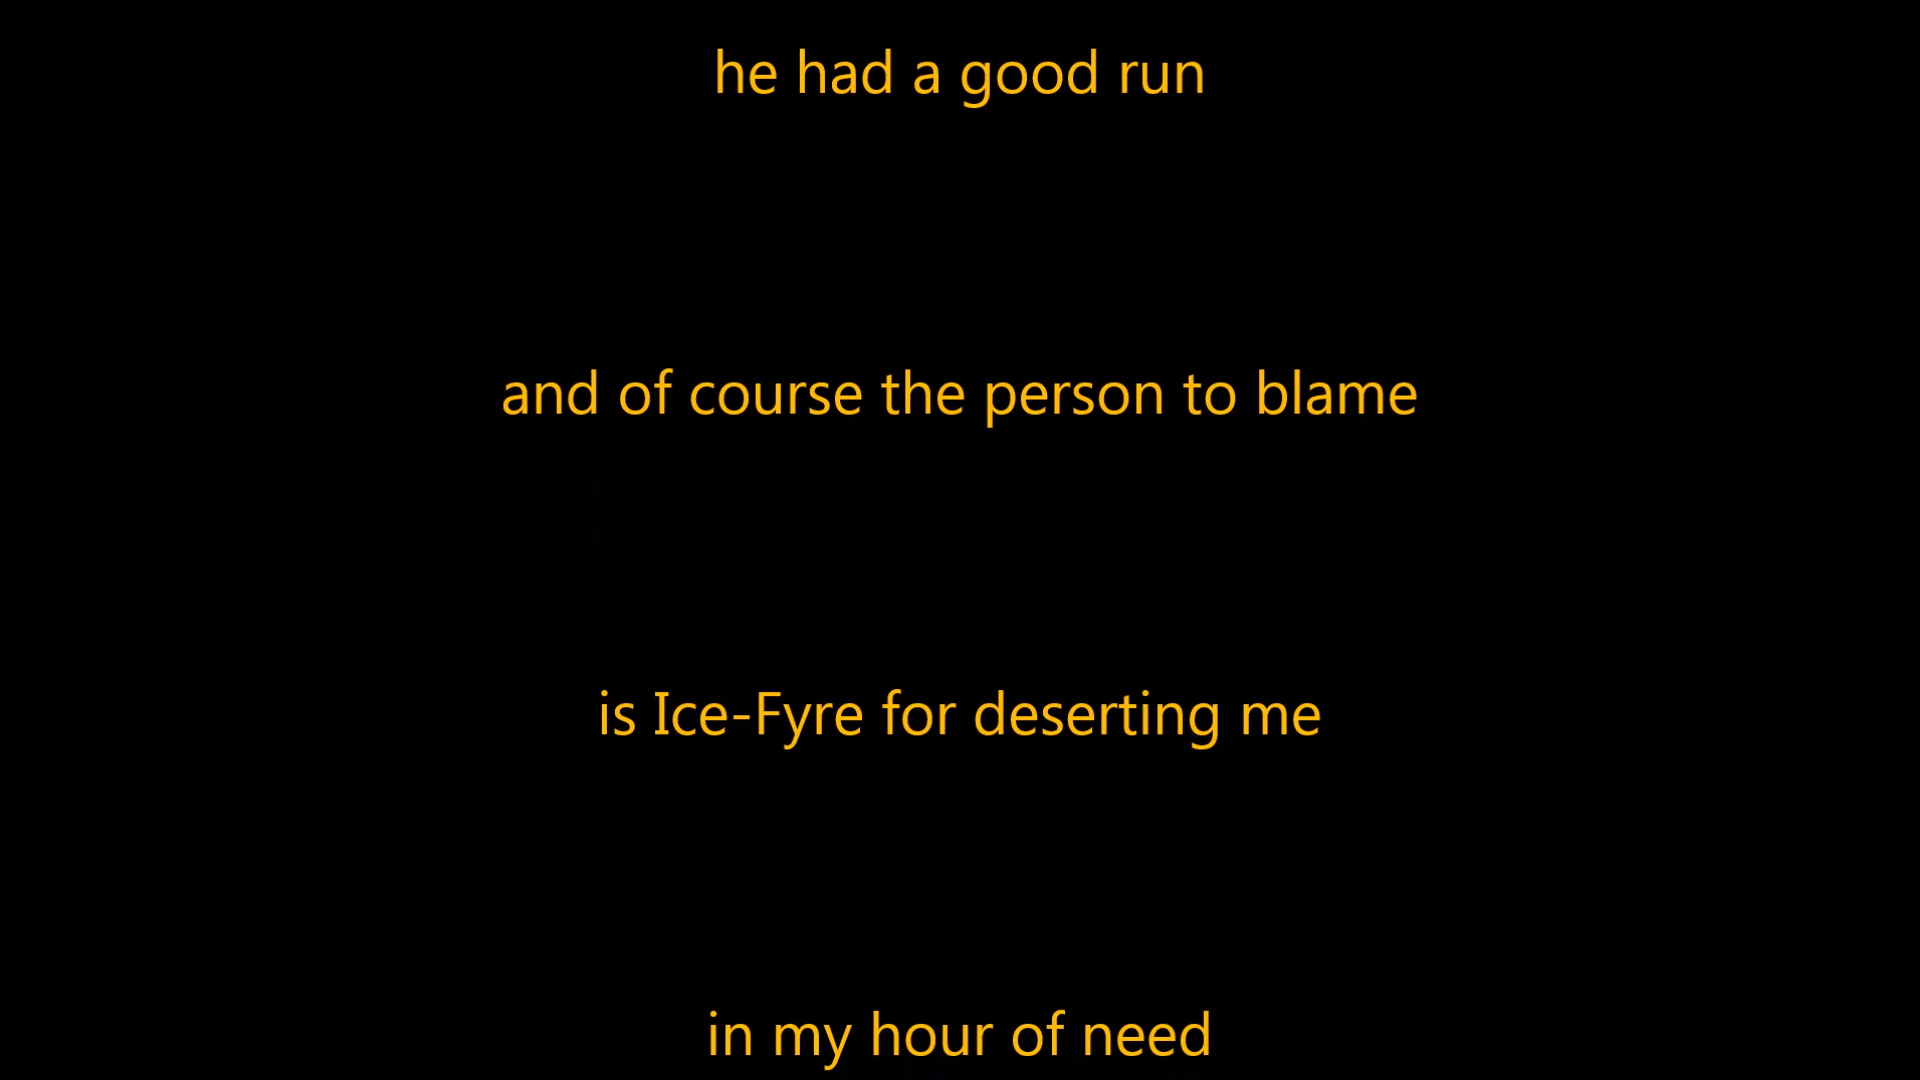 he had a good run
and of course the person to blame
is Ice-Fyre for deserting me
in my hour of need